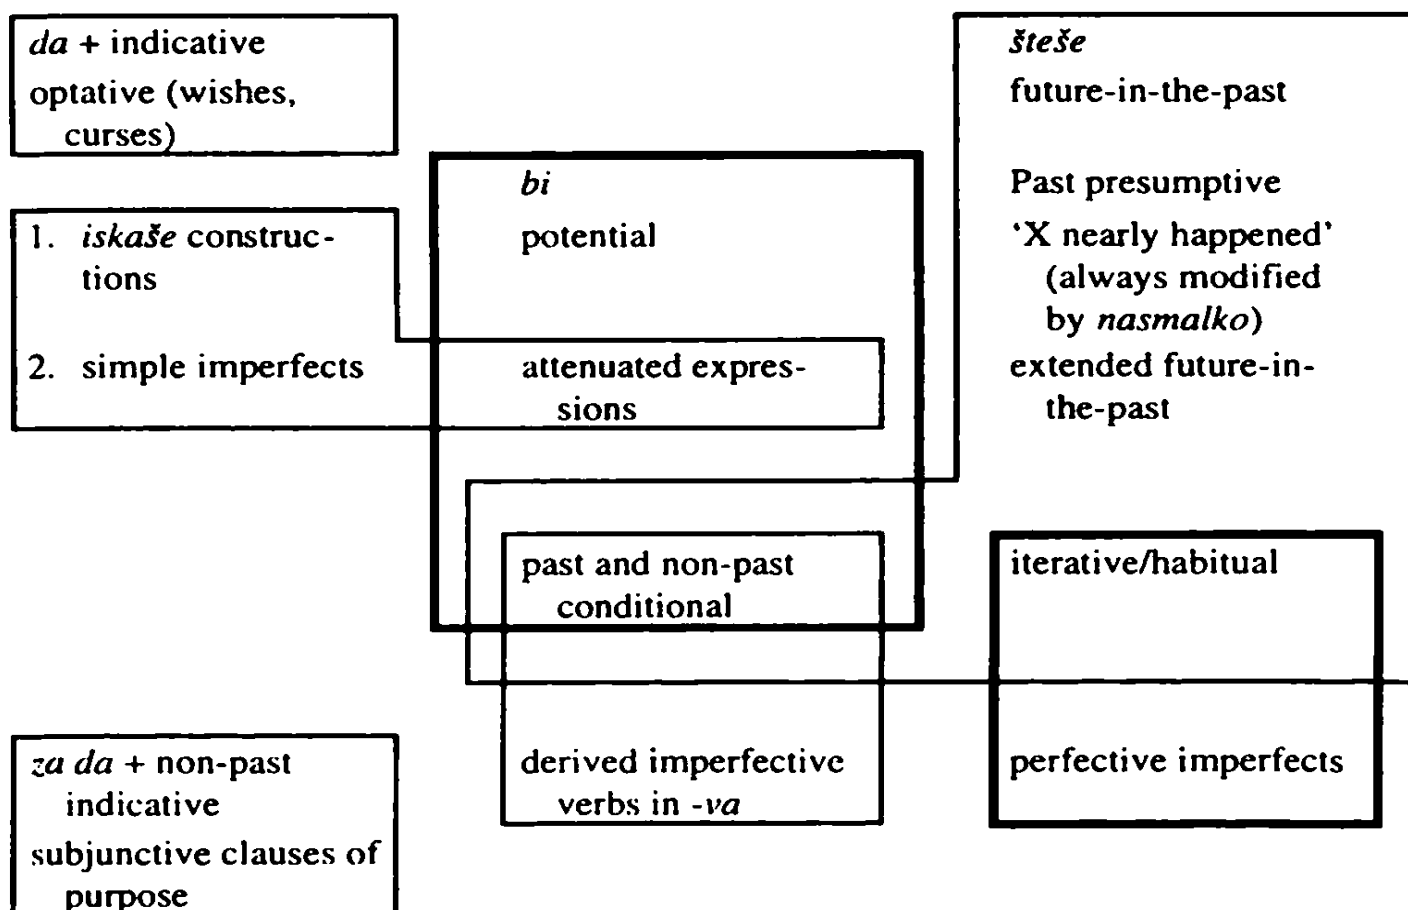 da + indicative
optative (wishes,
curses)
1. iskaše construc-
tions
2. simple imperfects
bi
potential
attenuated expres-
sions
past and non-past
conditional
derived imperfective
verbs in -va
šteše
future-in-the-past
Past presumptive
‘X nearly happened’
(always modified
by nasmalko)
extended future-in-
the-past
iterative/habitual
perfective imperfects
za da + non-past
indicative
subjunctive clauses of
purpose